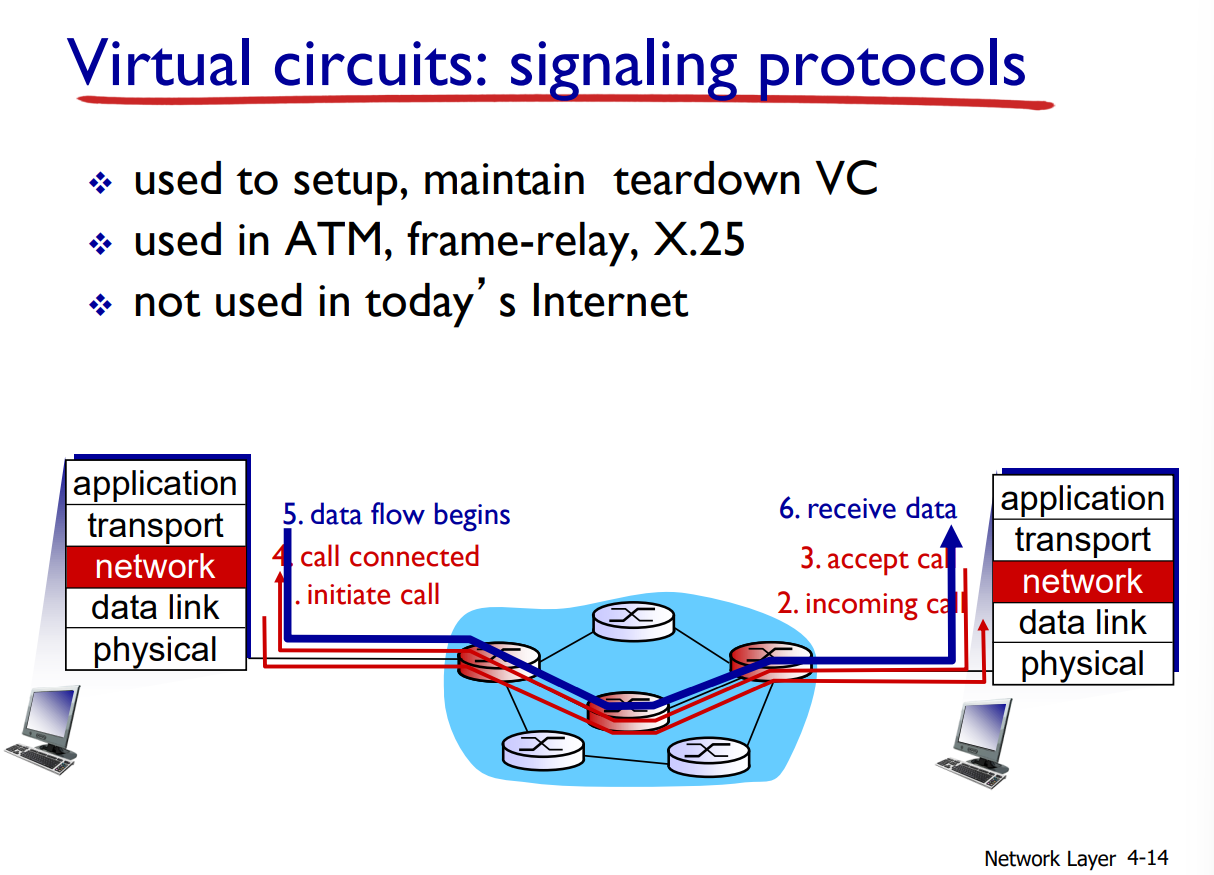 Virtual circuits: signaling protocols
❖ used to setup, maintain  teardown VC
❖ used in ATM, frame-relay, X.25
❖ not used in today’s Internet
application
transport
network
data link
physical
5. data flow begins
4. call connected
. initiate call
6. receive data
3. accept call
2. incoming call
application
transport
network
data link
physical
Network Layer 4-14